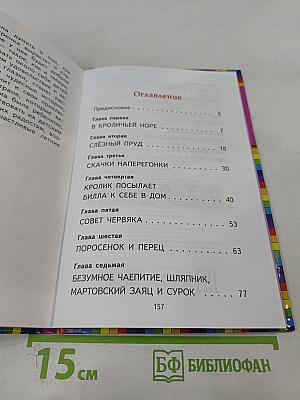 Оглавление
Предисловие 5
Глава первая
В КРОЛИЧЬЕЙ НОРЕ 7
Глава вторая
СЛЁЗНЫЙ ПРУД 18
Глава третья
СКАЧКИ НАПЕРЕГОНКИ 30
Глава четвертая
КРОЛИК ПОСЫЛАЕТ
БИЛЛА К СЕБЕ В ДОМ 40
Глава пятая
СОВЕТ ЧЕРВЯКА 53
Глава шестая
ПОРОСЕНОК И ПЕРЕЦ 63
Глава седьмая
БЕЗУМНОЕ ЧАЕПИТИЕ, ШЛЯПНИК,
МАРТОВСКИЙ ЗАЯЦ И СУРОК 77
157
15 см
БФ БИБЛИОФАН